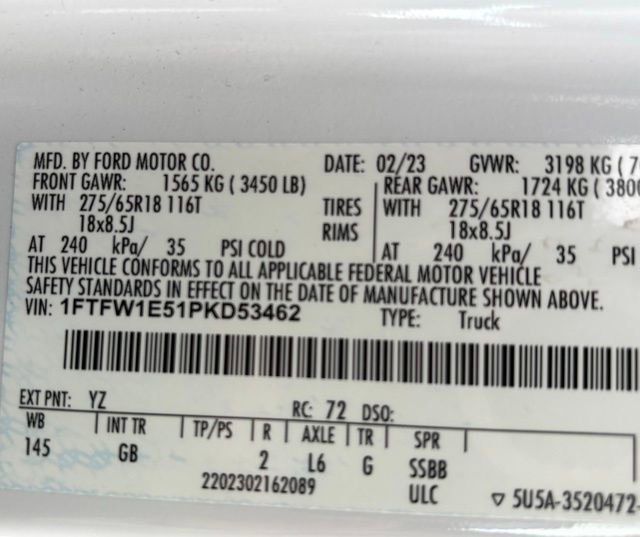 MFD. BY FORD MOTOR CO. DATE: 02/23 GVWR: 3198 KG ( 7
FRONT GAWR: 1565 KG ( 3450 LB) REAR GAWR: 1724 KG ( 380
WITH 275/65R18 116T TIRES WITH 275/65R18 116T
18x8.5J RIMS 18x8.5J
AT 240 kPa/ 35 PSI COLD AT 240 kPa/ 35 PSI
THIS VEHICLE CONFORMS TO ALL APPLICABLE FEDERAL MOTOR VEHICLE
SAFETY STANDARDS IN EFFECT ON THE DATE OF MANUFACTURE SHOWN ABOVE.
VIN: 1FTFW1E51PKD53462 TYPE: Truck
EXT PNT: YZ RC: 72 DSO:
WB INT TR TP/PS R AXLE TR SPR
145 GB 2 L6 G SSBB
2202302162089 ULC ▽ 5U5A-3520472-